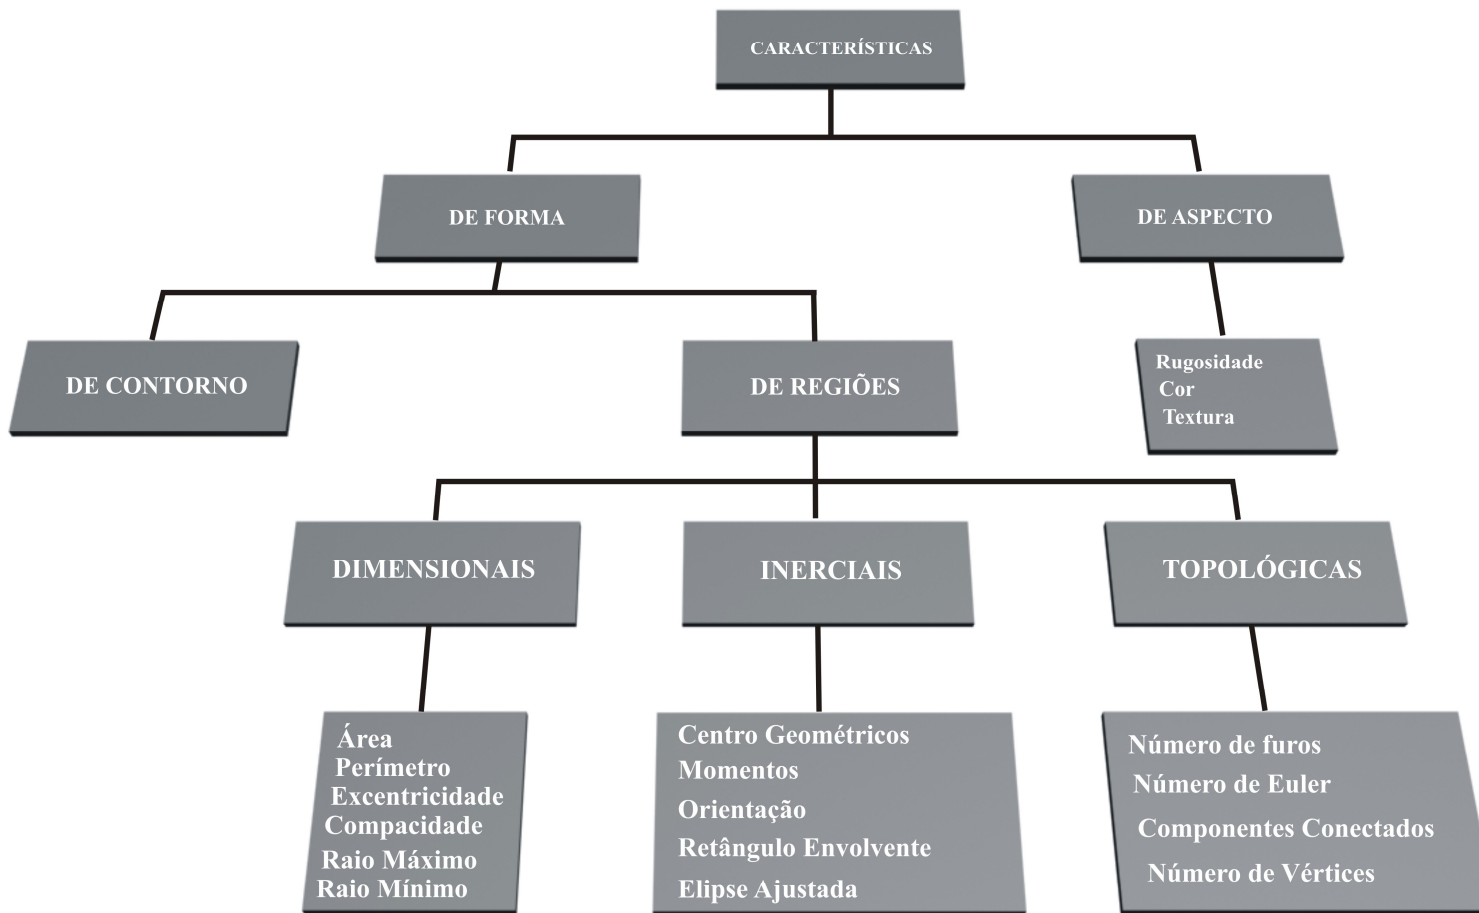 CARACTERÍSTICAS
DE FORMA
DE ASPECTO
DE CONTORNO
DE REGIÕES
Rugosidade
Cor
Textura
DIMENSIONAIS
INERCIAIS
TOPOLÓGICAS
Área
Perímetro
Excentricidade
Compacidade
Raio Máximo
Raio Mínimo
Centro Geométricos
Momentos
Orientação
Retângulo Envolvente
Elipse Ajustada
Número de furos
Número de Euler
Componentes Conectados
Número de Vértices